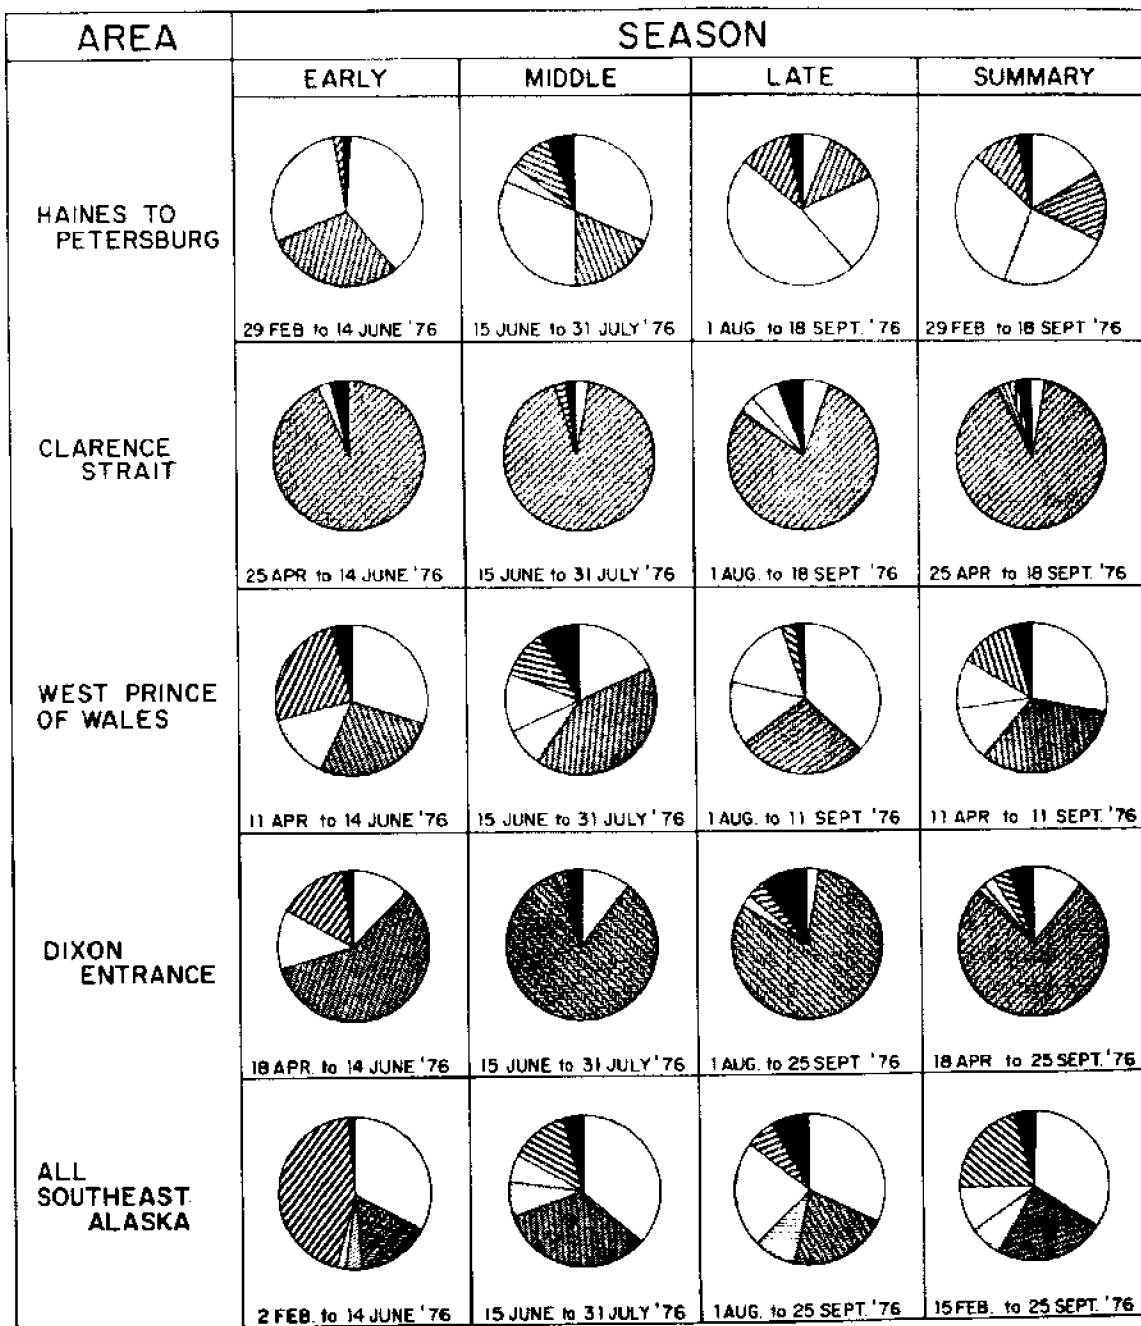 AREA
SEASON
EARLY
MIDDLE
LATE
SUMMARY
HAINES TO
PETERSBURG
29 FEB to 14 JUNE '76
15 JUNE to 31 JULY '76
1 AUG. to 18 SEPT. '76
29 FEB to 18 SEPT '76
CLARENCE
STRAIT
25 APR to 14 JUNE '76
15 JUNE to 31 JULY '76
1 AUG. to 18 SEPT '76
25 APR to 18 SEPT. '76
WEST PRINCE
OF WALES
11 APR to 14 JUNE '76
15 JUNE to 31 JULY '76
1 AUG. to 11 SEPT '76
11 APR to 11 SEPT. '76
DIXON
ENTRANCE
18 APR. to 14 JUNE '76
15 JUNE to 31 JULY '76
1 AUG. to 25 SEPT '76
18 APR to 25 SEPT. '76
ALL
SOUTHEAST
ALASKA
2 FEB. to 14 JUNE '76
15 JUNE to 31 JULY '76
1 AUG. to 25 SEPT. '76
15 FEB. to 25 SEPT. '76